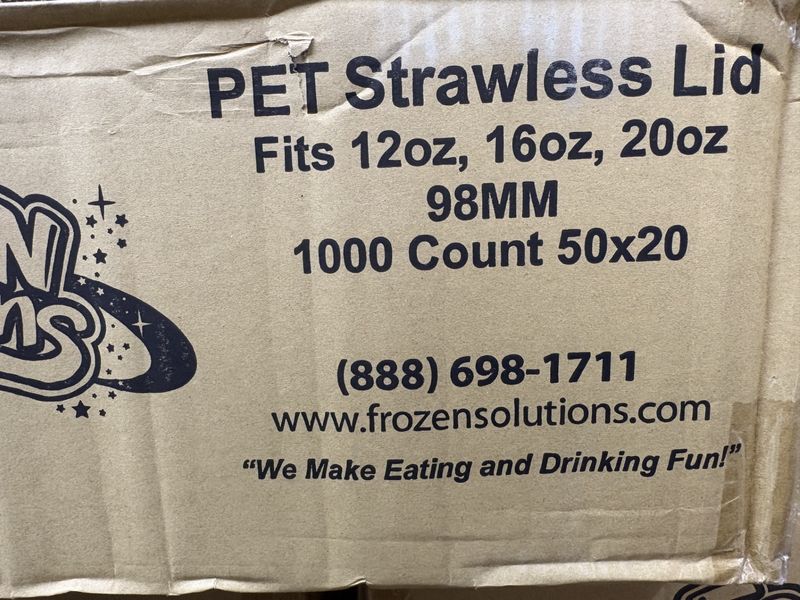 PET Strawless Lid
Fits 12oz, 16oz, 20oz
98MM
1000 Count 50x20
(888) 698-1711
www.frozensolutions.com
“We Make Eating and Drinking Fun!”